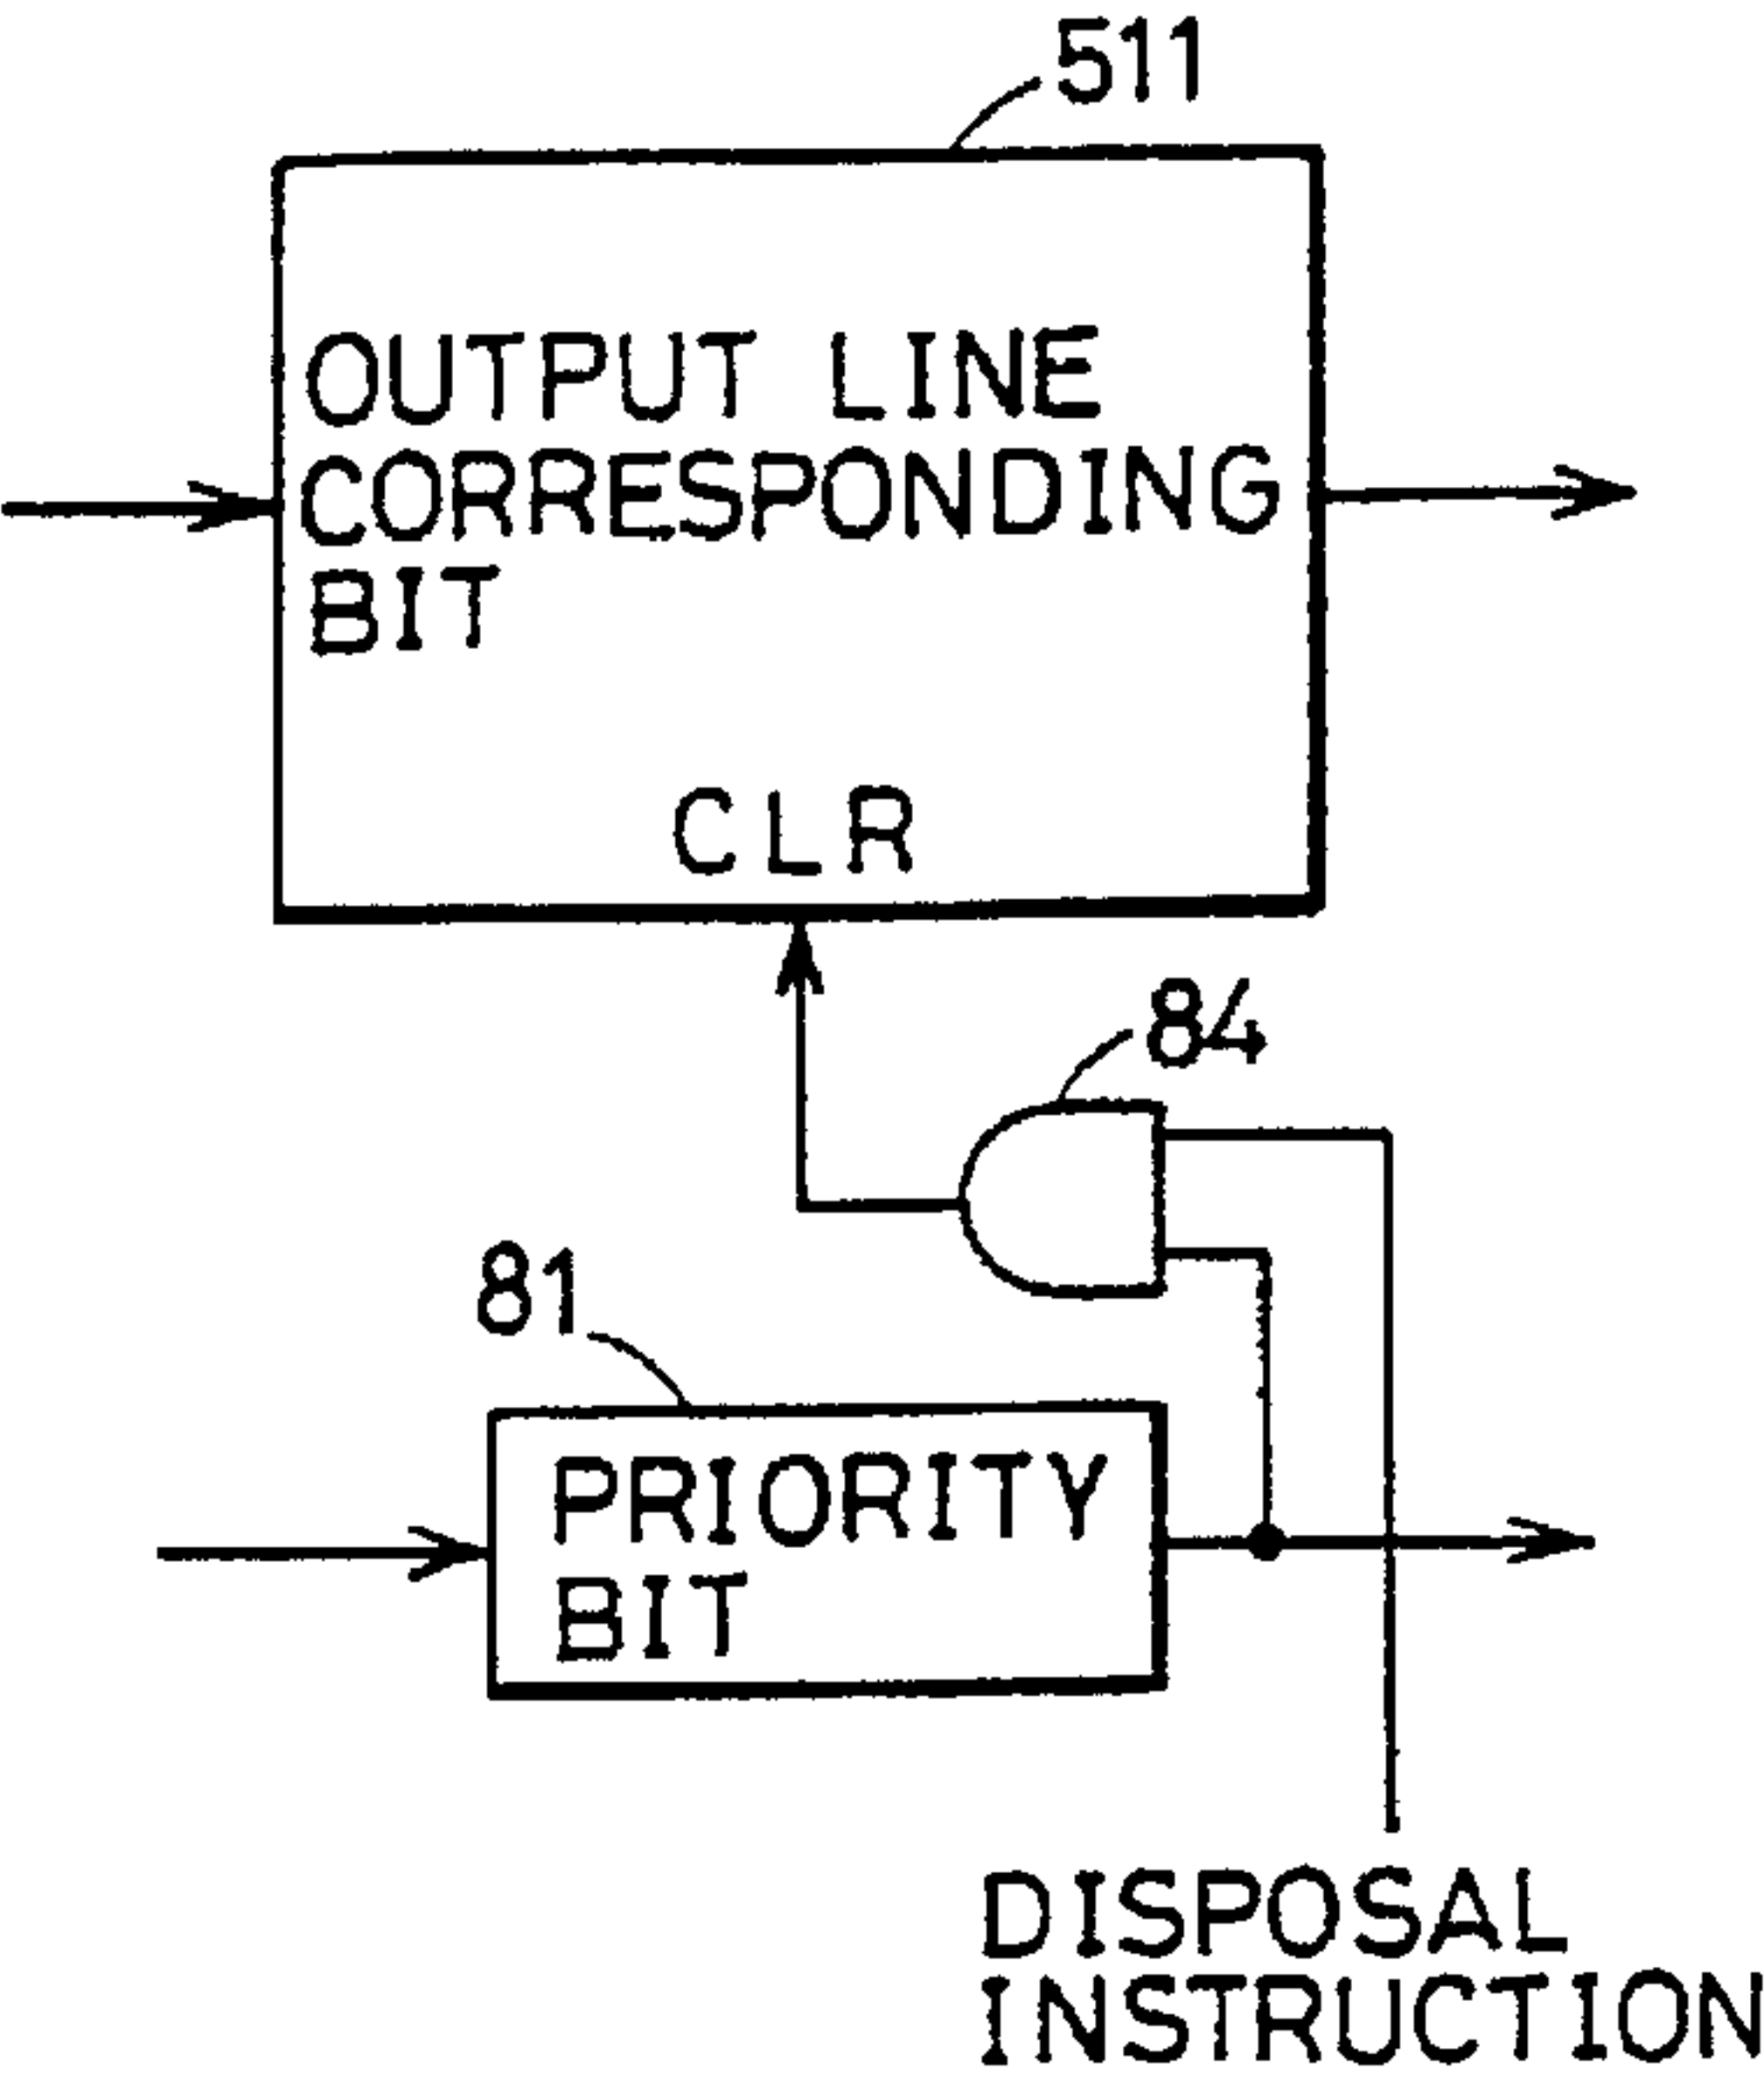 511
OUTPUT LINE
CORRESPONDING
BIT
CLR
84
81
PRIORITY
BIT
DISPOSAL
INSTRUCTION